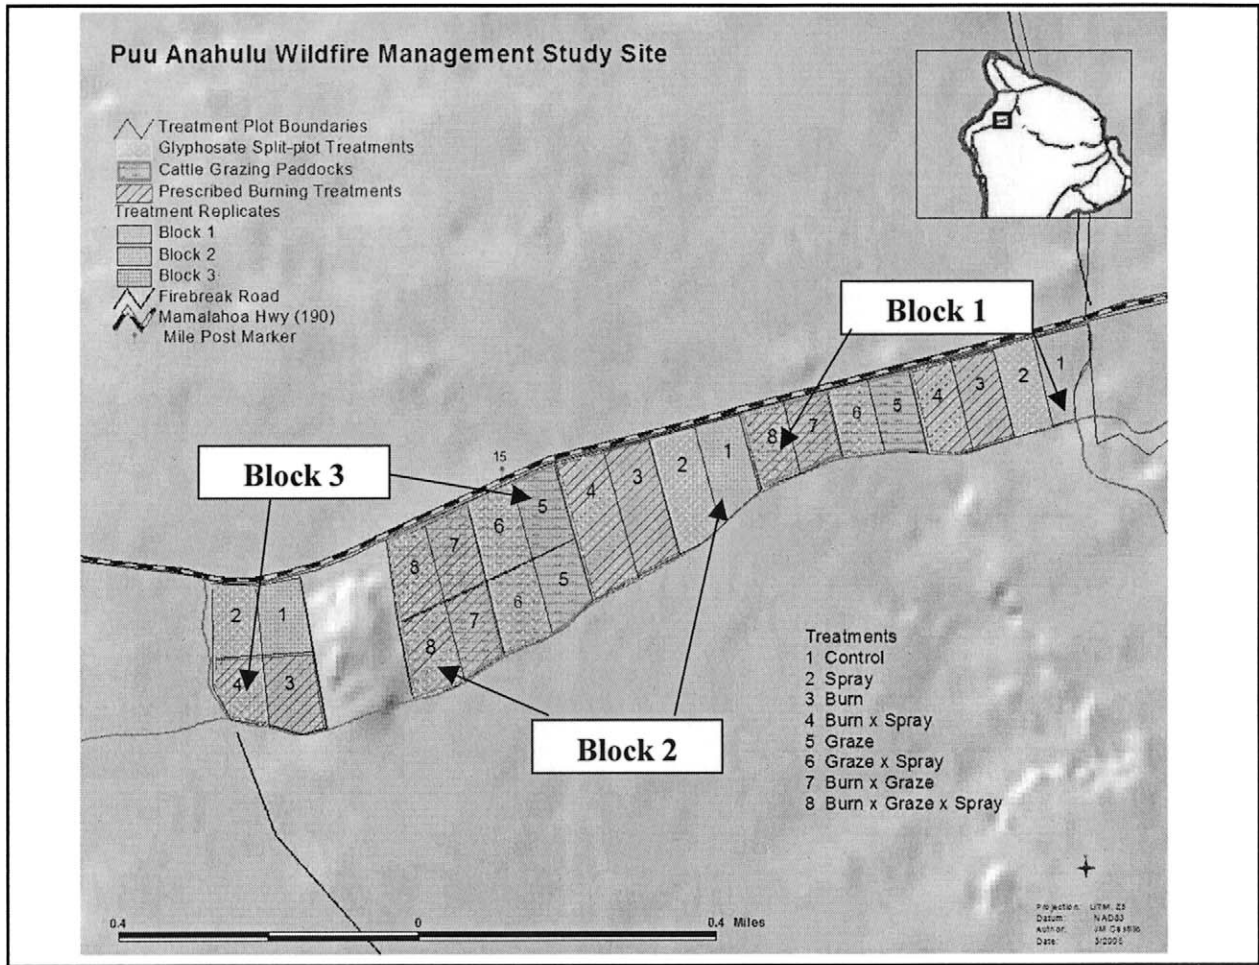 Puu Anahulu Wildfire Management Study Site
Treatment Plot Boundaries
Glyphosate Split-plot Treatments
Cattle Grazing Paddocks
Prescribed Burning Treatments
Treatment Replicates
Block 1
Block 2
Block 3
Firebreak Road
Mamalahoa Hwy (190)
Mile Post Marker
Block 1
1
2
3
4
5
6
7
8
1
2
3
4
15
Block 3
5
6
7
8
5
6
7
8
1
2
3
4
Block 2
Treatments
1 Control
2 Spray
3 Burn
4 Burn x Spray
5 Graze
6 Graze x Spray
7 Burn x Graze
8 Burn x Graze x Spray
0.4 0 0.4 Miles
Projection: UTM, Z5
Datum: NAD83
Author: JM Castillo
Date: